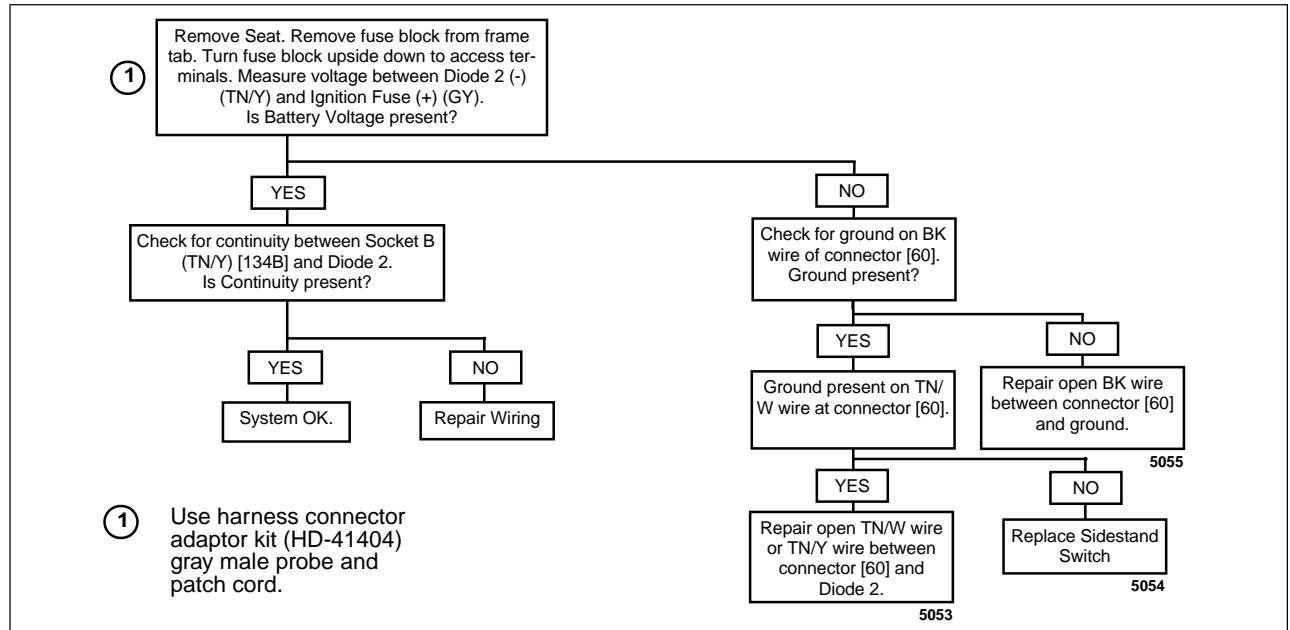 Remove Seat. Remove fuse block from frame
tab. Turn fuse block upside down to access ter-
minals. Measure voltage between Diode 2 (-)
(TN/Y) and Ignition Fuse (+) (GY).
Is Battery Voltage present?
1
YES
NO
Check for continuity between Socket B
(TN/Y) [134B] and Diode 2.
Is Continuity present?
Check for ground on BK
wire of connector [60].
Ground present?
YES
NO
YES
NO
System OK.
Repair Wiring
Ground present on TN/
W wire at connector [60].
Repair open BK wire
between connector [60]
and ground.
5055
YES
NO
Repair open TN/W wire
or TN/Y wire between
connector [60] and
Diode 2.
5053
Replace Sidestand
Switch
5054
1
Use harness connector
adaptor kit (HD-41404)
gray male probe and
patch cord.